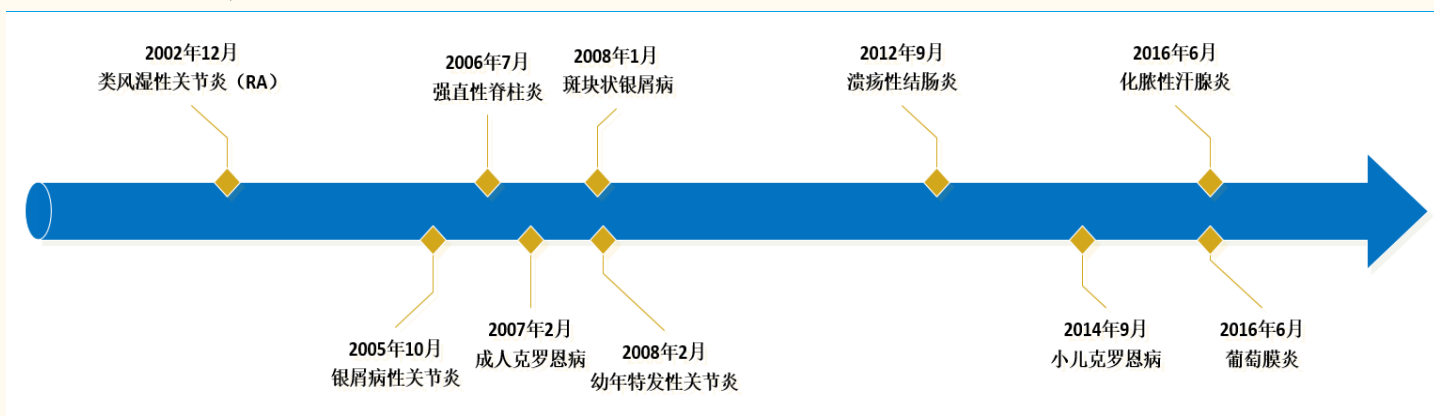 2002年12月
类风湿性关节炎（RA）
2006年7月
强直性脊柱炎
2008年1月
斑块状银屑病
2012年9月
溃疡性结肠炎
2016年6月
化脓性汗腺炎
2005年10月
银屑病性关节炎
2007年2月
成人克罗恩病
2008年2月
幼年特发性关节炎
2014年9月
小儿克罗恩病
2016年6月
葡萄膜炎